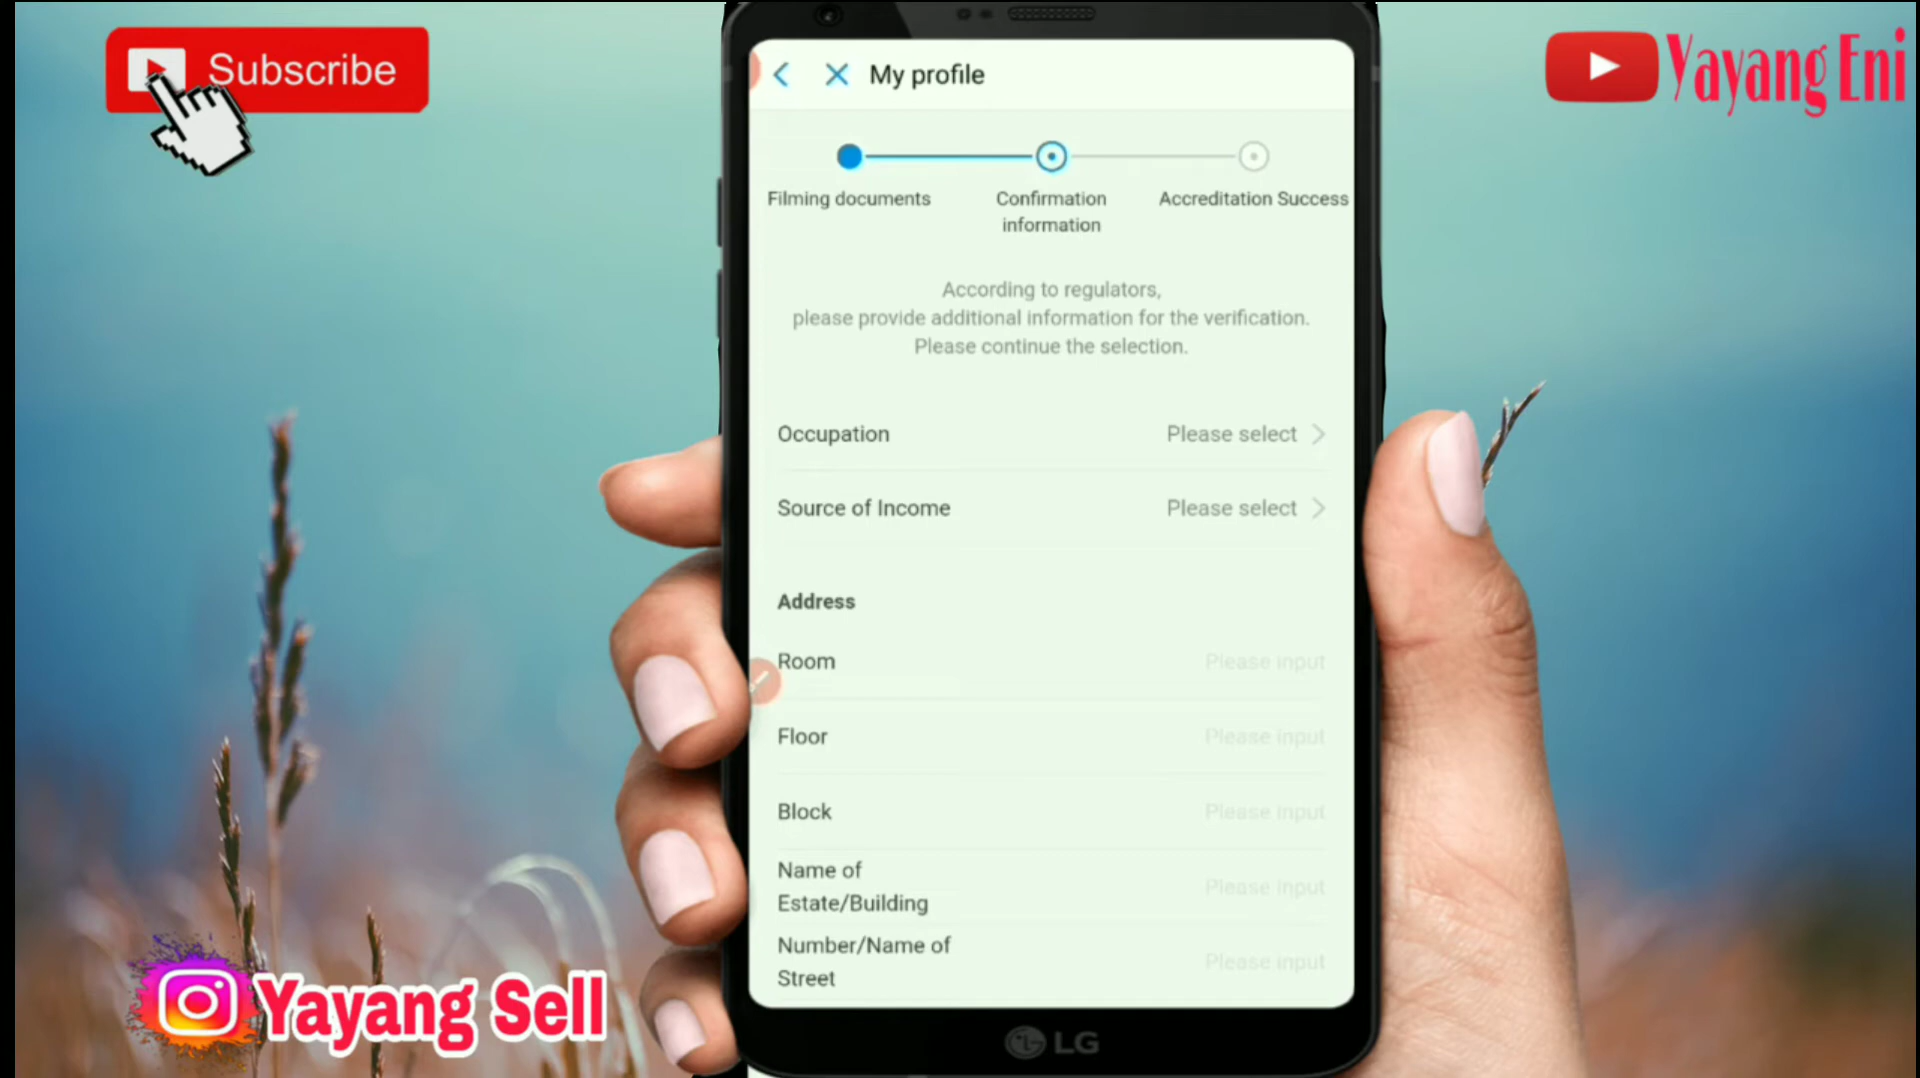 Subscribe
Yayang Eni
My profile
Filming documents
Confirmation
information
Accreditation Success
According to regulators,
please provide additional information for the verification.
Please continue the selection.
Occupation
Please select
Source of Income
Please select
Address
Room
Please input
Floor
Please input
Block
Please input
Name of
Estate/Building
Please input
Number/Name of
Street
Please input
Yayang Sell
LG